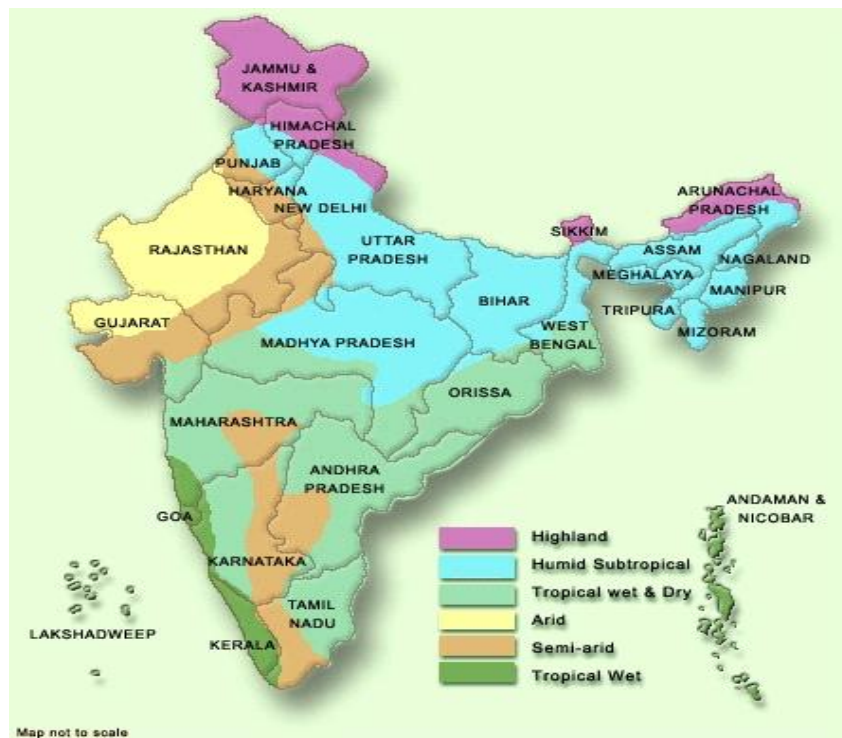 JAMMU &
KASHMIR
HIMACHAL
PRADESH
PUNJAB
HARYANA
NEW DELHI
ARUNACHAL
PRADESH
SIKKIM
RAJASTHAN
UTTAR
PRADESH
ASSAM
NAGALAND
MEGHALAYA
MANIPUR
BIHAR
TRIPURA
GUJARAT
WEST
BENGAL
MIZORAM
MADHYA PRADESH
ORISSA
MAHARASHTRA
ANDHRA
PRADESH
ANDAMAN &
NICOBAR
GOA
KARNATAKA
TAMIL
NADU
LAKSHADWEEP
KERALA
Highland
Humid Subtropical
Tropical wet & Dry
Arid
Semi-arid
Tropical Wet
Map not to scale